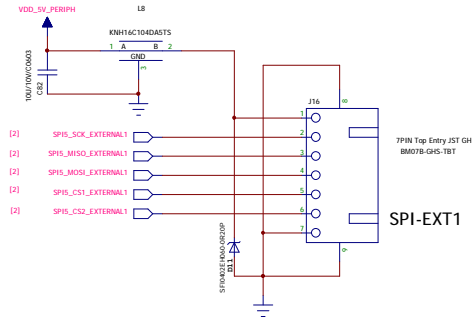 VDD_5V_PERIPH
L8
KNH16C104DA5TS
1 A B 2
GND
3
10U/10V/C0603
C82
J16
8
1
[2] SPI5_SCK_EXTERNAL1 2
[2] SPI5_MISO_EXTERNAL1 3
[2] SPI5_MOSI_EXTERNAL1 4
[2] SPI5_CS1_EXTERNAL1 5
[2] SPI5_CS2_EXTERNAL1 6
7
9
7PIN Top Entry JST GH
BM07B-GHS-TBT
SPI-EXT1
SFI0402EH060-0R20P
D11